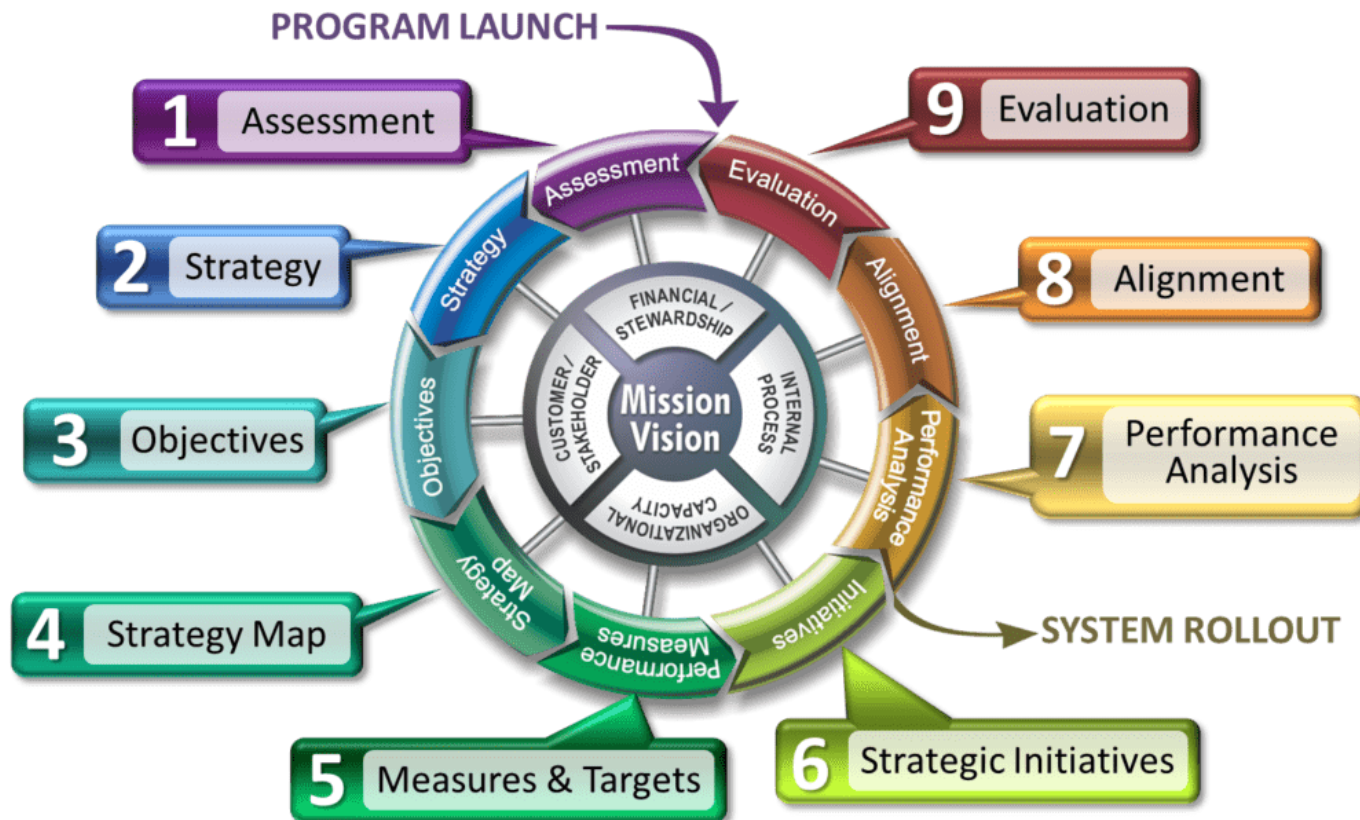 PROGRAM LAUNCH
1 Assessment
2 Strategy
3 Objectives
4 Strategy Map
5 Measures & Targets
6 Strategic Initiatives
7 Performance
Analysis
8 Alignment
9 Evaluation
SYSTEM ROLLOUT
Assessment
Strategy
Objectives
Strategy
Map
Performance
Measures
Initiatives
Performance
Analysis
Alignment
Evaluation
FINANCIAL /
STEWARDSHIP
CUSTOMER /
STAKEHOLDER
INTERNAL
PROCESS
ORGANIZATIONAL
CAPACITY
Mission
Vision